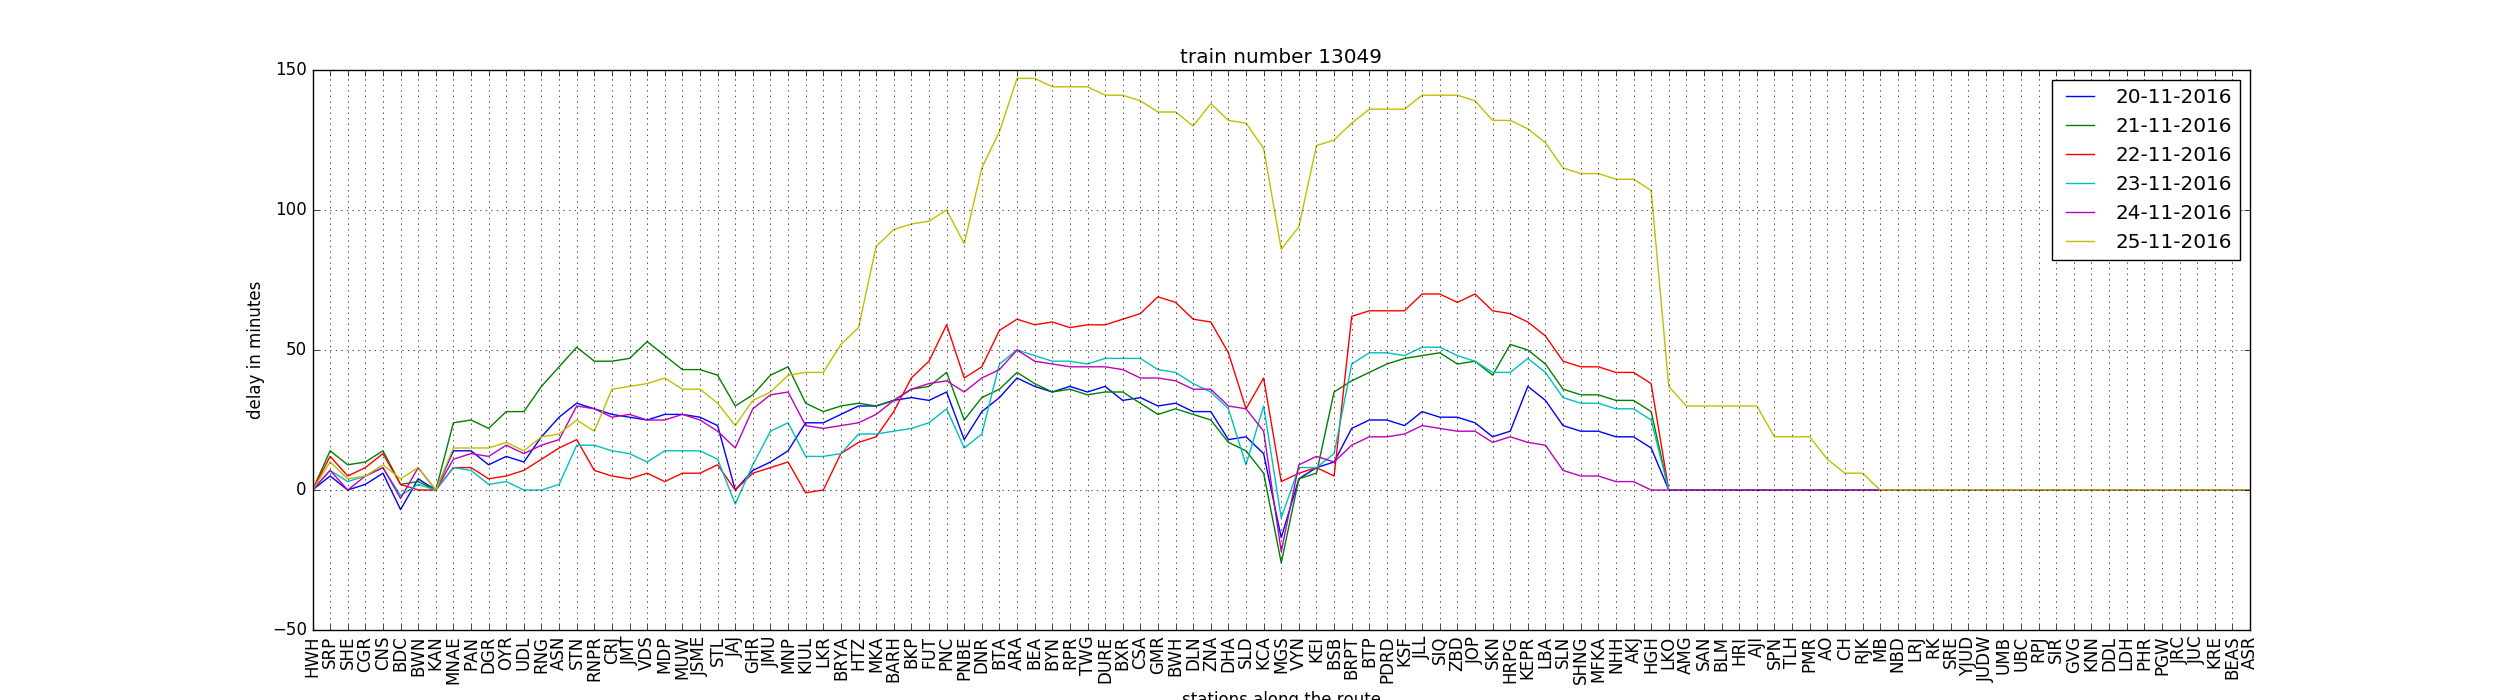 train number 13049
150
100
50
0
−50
delay in minutes
20-11-2016
21-11-2016
22-11-2016
23-11-2016
24-11-2016
25-11-2016
HWH SRP SHE CGR CNS BDC BWN KAN MNAE PAN DGR OYR UDL RNG ASN STN RNPR CRJ JMT VDS MDP MUW JSME STL JAJ GHR JMU MNP KIUL LKR BRYA HTZ MKA BARH BKP FUT PNC PNBE DNR BTA ARA BEA BYN RPR TWG DURE BXR CSA GMR BWH DLN ZNA DHA SLD KCA MGS VYN KEI BSB BRPT BTP PDRD KSF JLL SIQ ZBD JOP SKN HRPG KEPR LBA SLN SHNG MFKA NHH AKJ HGH LKO AMG SAN BLM HRI AJI SPN TLH PMR AO CH RJK MB NBD LRJ RK SRE YJUD JUDW UMB UBC RPJ SIR GVG KNN DDL LDH PHR PGW JRC JUC KRE BEAS ASR
stations along the route